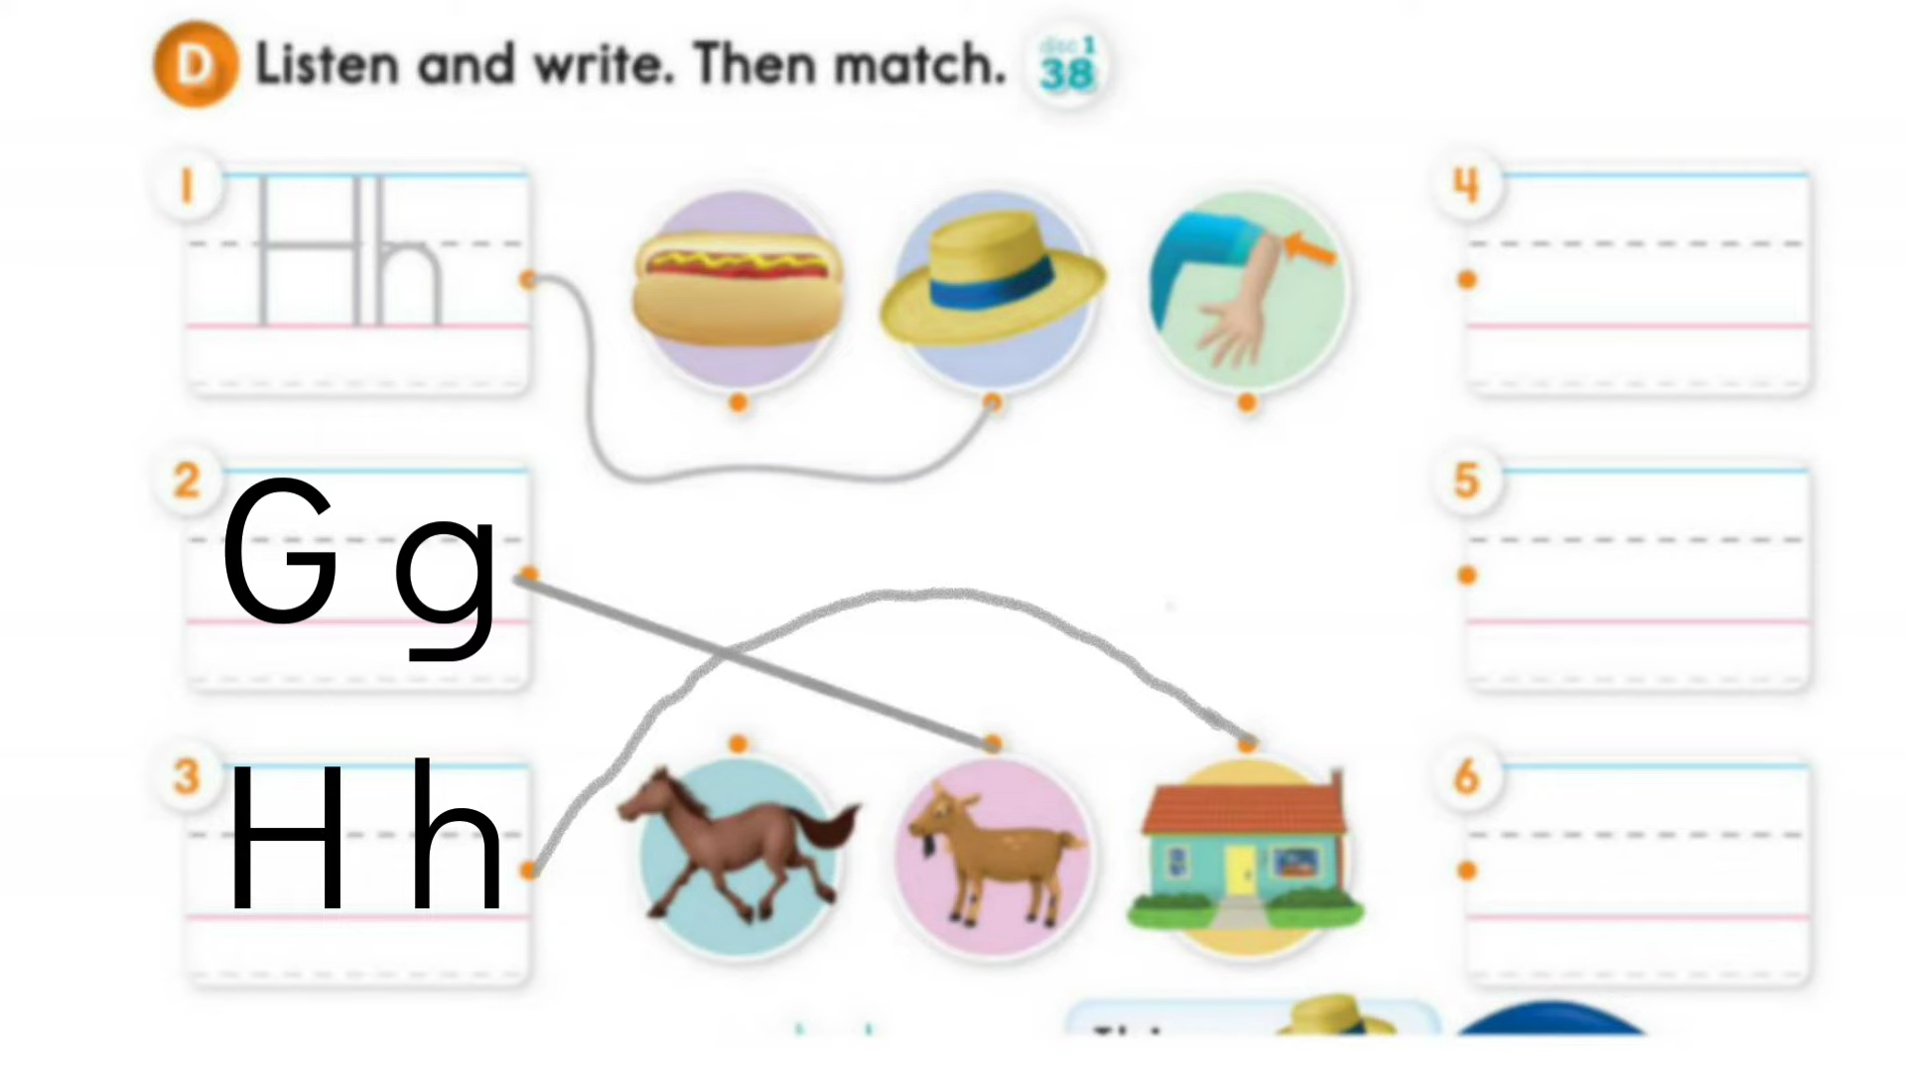 D Listen and write. Then match. disc 1 38
1 Hh
2 G g
3 H h
4
5
6